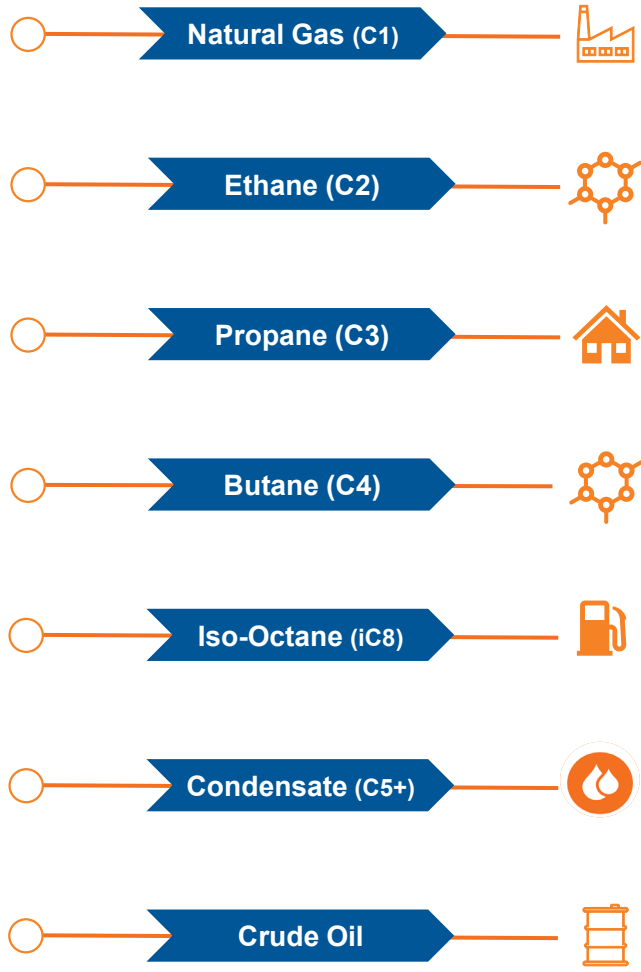 Natural Gas (C1)
Ethane (C2)
Propane (C3)
Butane (C4)
Iso-Octane (iC8)
Condensate (C5+)
Crude Oil